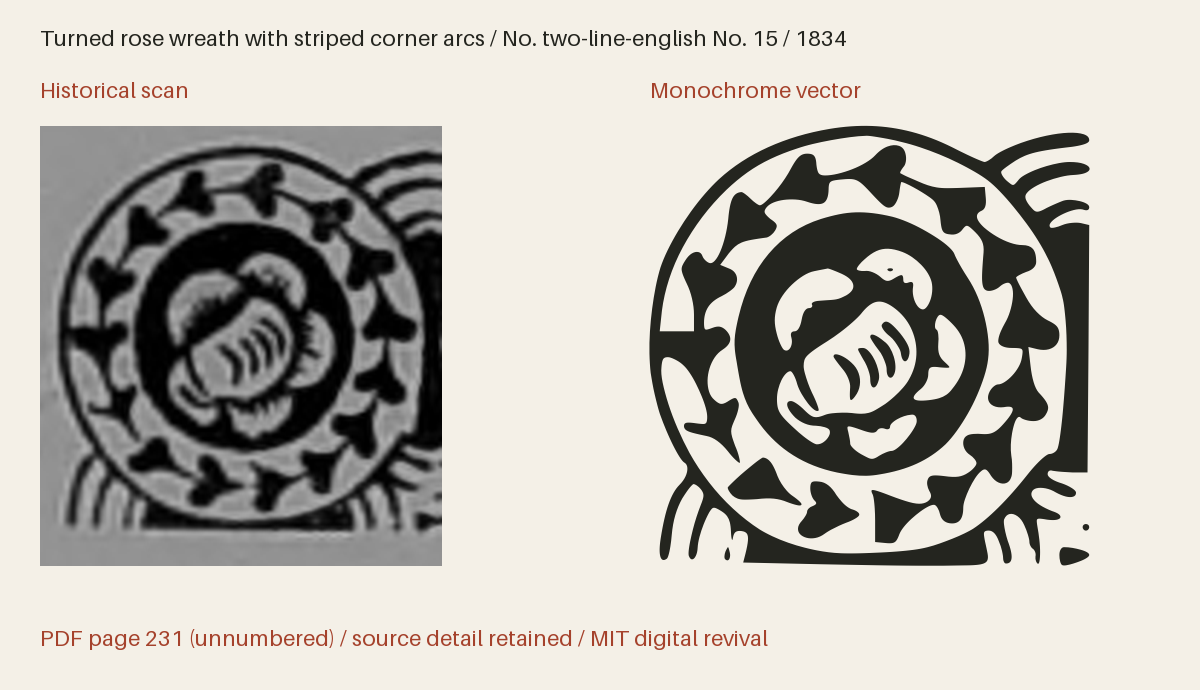 Turned rose wreath with striped corner arcs / No. two-line-english No. 15 / 1834
Historical scan
Monochrome vector
PDF page 231 (unnumbered) / source detail retained / MIT digital revival